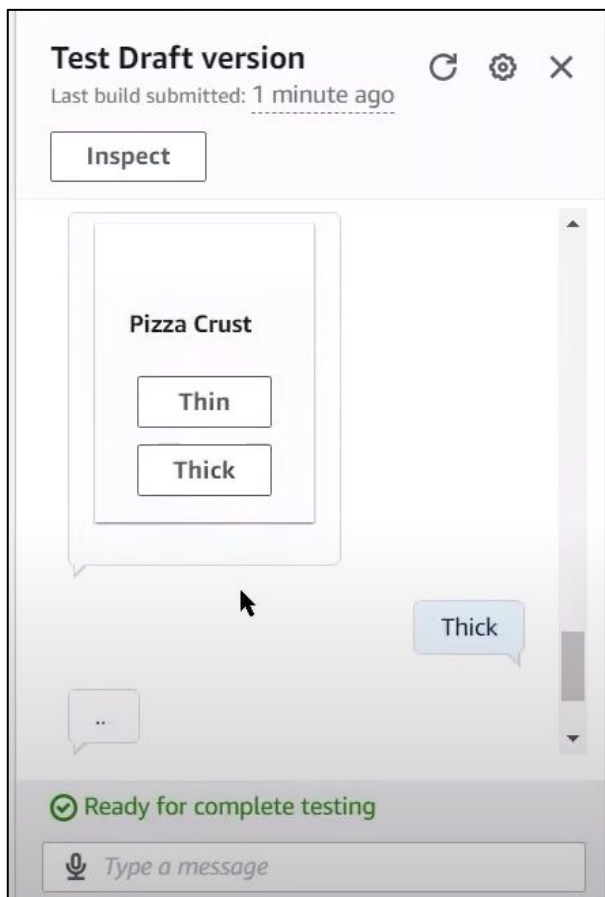 Test Draft version
Last build submitted: 1 minute ago
Inspect
Pizza Crust
Thin
Thick
Thick
..
Ready for complete testing
Type a message